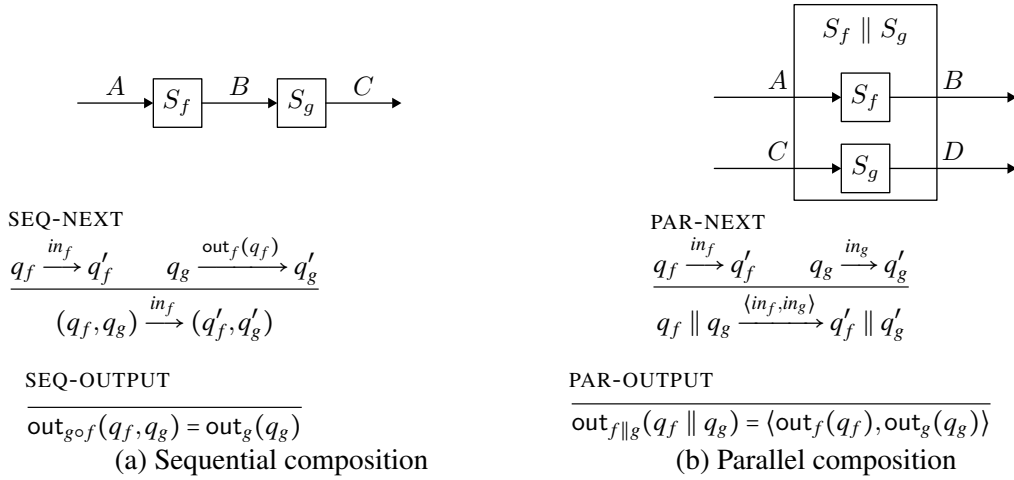 A S_f B S_g C
SEQ-NEXT
q_f —in_f→ q′_f    q_g —out_f(q_f)→ q′_g
(q_f, q_g) —in_f→ (q′_f, q′_g)
SEQ-OUTPUT
out_{g∘f}(q_f, q_g) = out_g(q_g)
(a) Sequential composition
S_f ∥ S_g
A S_f B
C S_g D
PAR-NEXT
q_f —in_f→ q′_f    q_g —in_g→ q′_g
q_f ∥ q_g —⟨in_f,in_g⟩→ q′_f ∥ q′_g
PAR-OUTPUT
out_{f∥g}(q_f ∥ q_g) = ⟨out_f(q_f), out_g(q_g)⟩
(b) Parallel composition